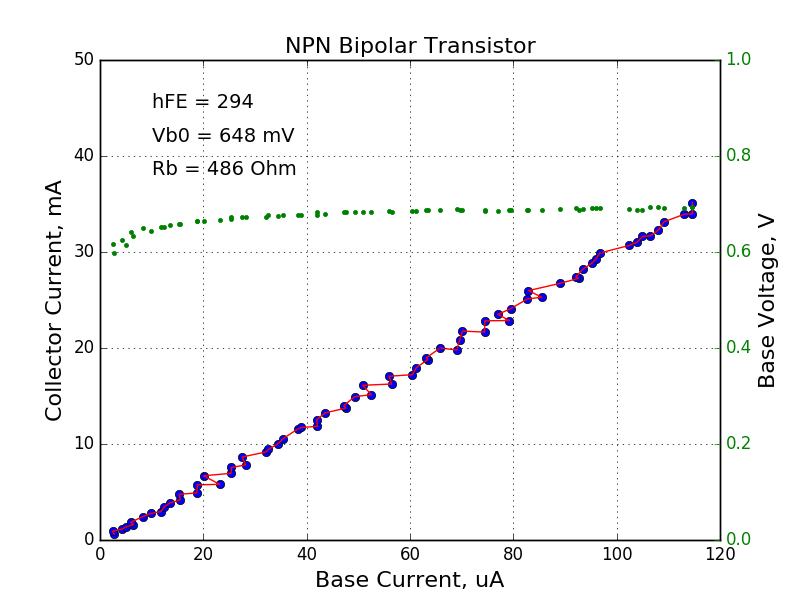 NPN Bipolar Transistor
hFE = 294
Vb0 = 648 mV
Rb = 486 Ohm
Collector Current, mA
50
40
30
20
10
0
0 20 40 60 80 100 120
Base Current, uA
1.0
0.8
0.6
0.4
0.2
0.0
Base Voltage, V